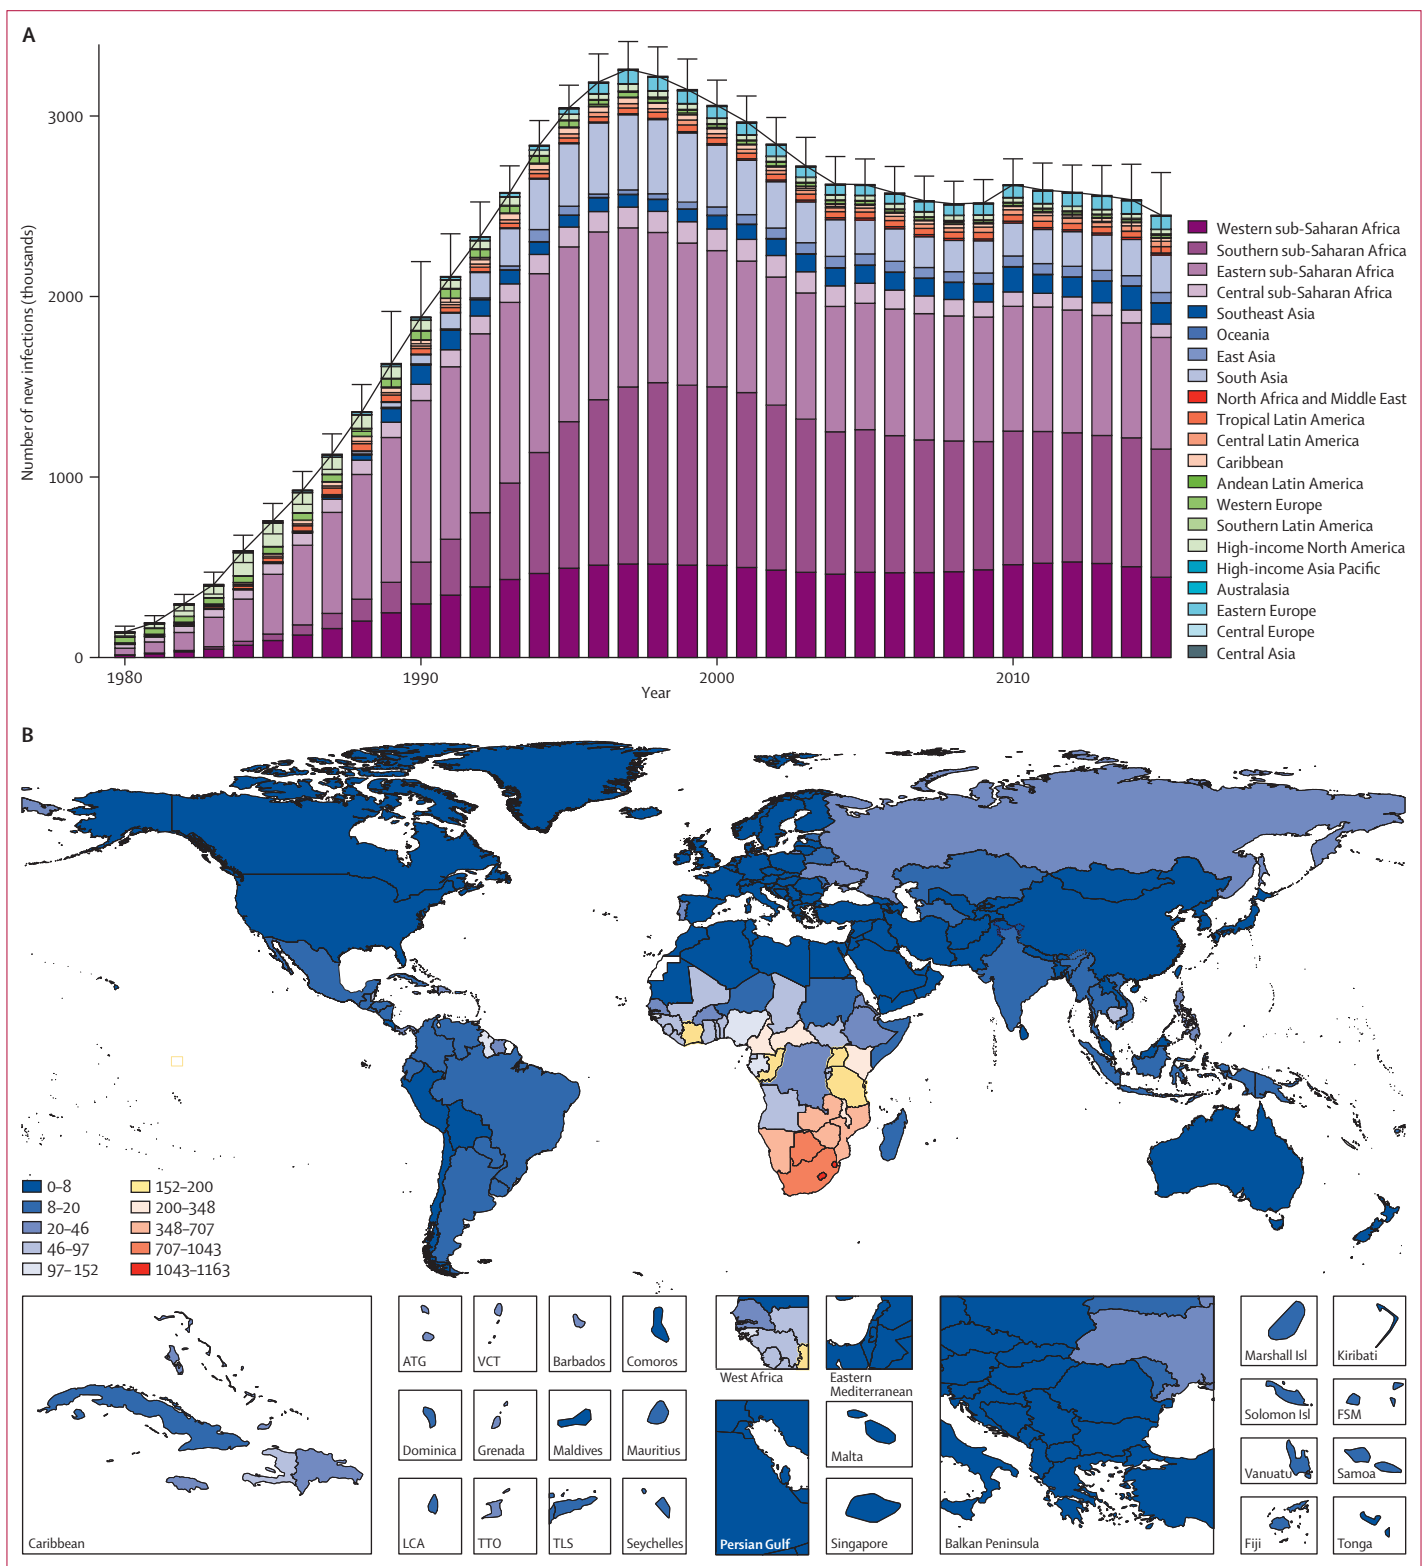 A
Number of new infections (thousands)
3000
2000
1000
0
1980
1990
2000
2010
Year
Western sub-Saharan Africa
Southern sub-Saharan Africa
Eastern sub-Saharan Africa
Central sub-Saharan Africa
Southeast Asia
Oceania
East Asia
South Asia
North Africa and Middle East
Tropical Latin America
Central Latin America
Caribbean
Andean Latin America
Western Europe
Southern Latin America
High-income North America
High-income Asia Pacific
Australasia
Eastern Europe
Central Europe
Central Asia
B
0–8
8–20
20–46
46–97
97–152
152–200
200–348
348–707
707–1043
1043–1163
Caribbean
ATG
VCT
Barbados
Comoros
Dominica
Grenada
Maldives
Mauritius
LCA
TTO
TLS
Seychelles
West Africa
Eastern
Mediterranean
Persian Gulf
Malta
Singapore
Balkan Peninsula
Marshall Isl
Kiribati
Solomon Isl
FSM
Vanuatu
Samoa
Fiji
Tonga